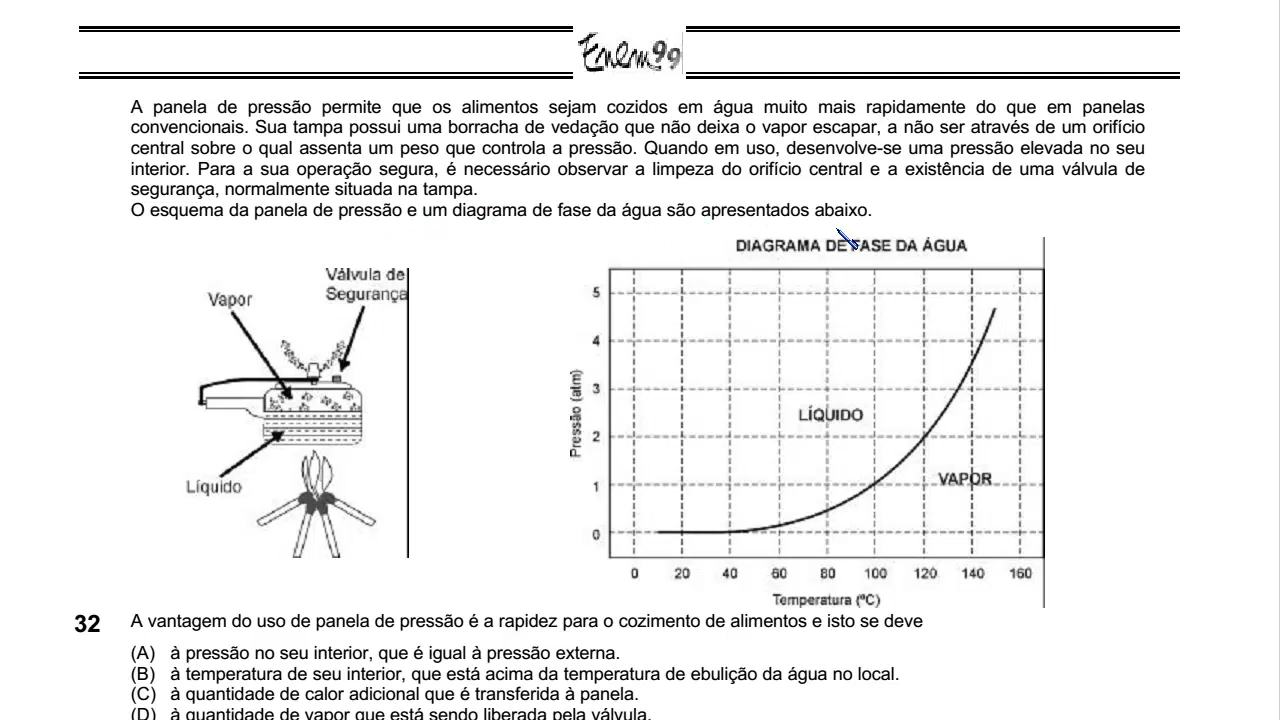 Enem99
A panela de pressão permite que os alimentos sejam cozidos em água muito mais rapidamente do que em panelas
convencionais. Sua tampa possui uma borracha de vedação que não deixa o vapor escapar, a não ser através de um orifício
central sobre o qual assenta um peso que controla a pressão. Quando em uso, desenvolve-se uma pressão elevada no seu
interior. Para a sua operação segura, é necessário observar a limpeza do orifício central e a existência de uma válvula de
segurança, normalmente situada na tampa.
O esquema da panela de pressão e um diagrama de fase da água são apresentados abaixo.
Válvula de
Segurança
Vapor
Líquido
DIAGRAMA DE FASE DA ÁGUA
Pressão (atm)
5
4
3
2
1
0
LÍQUIDO
VAPOR
0 20 40 60 80 100 120 140 160
Temperatura (ºC)
32 A vantagem do uso de panela de pressão é a rapidez para o cozimento de alimentos e isto se deve
(A) à pressão no seu interior, que é igual à pressão externa.
(B) à temperatura de seu interior, que está acima da temperatura de ebulição da água no local.
(C) à quantidade de calor adicional que é transferida à panela.
(D) à quantidade de vapor que está sendo liberada pela válvula.